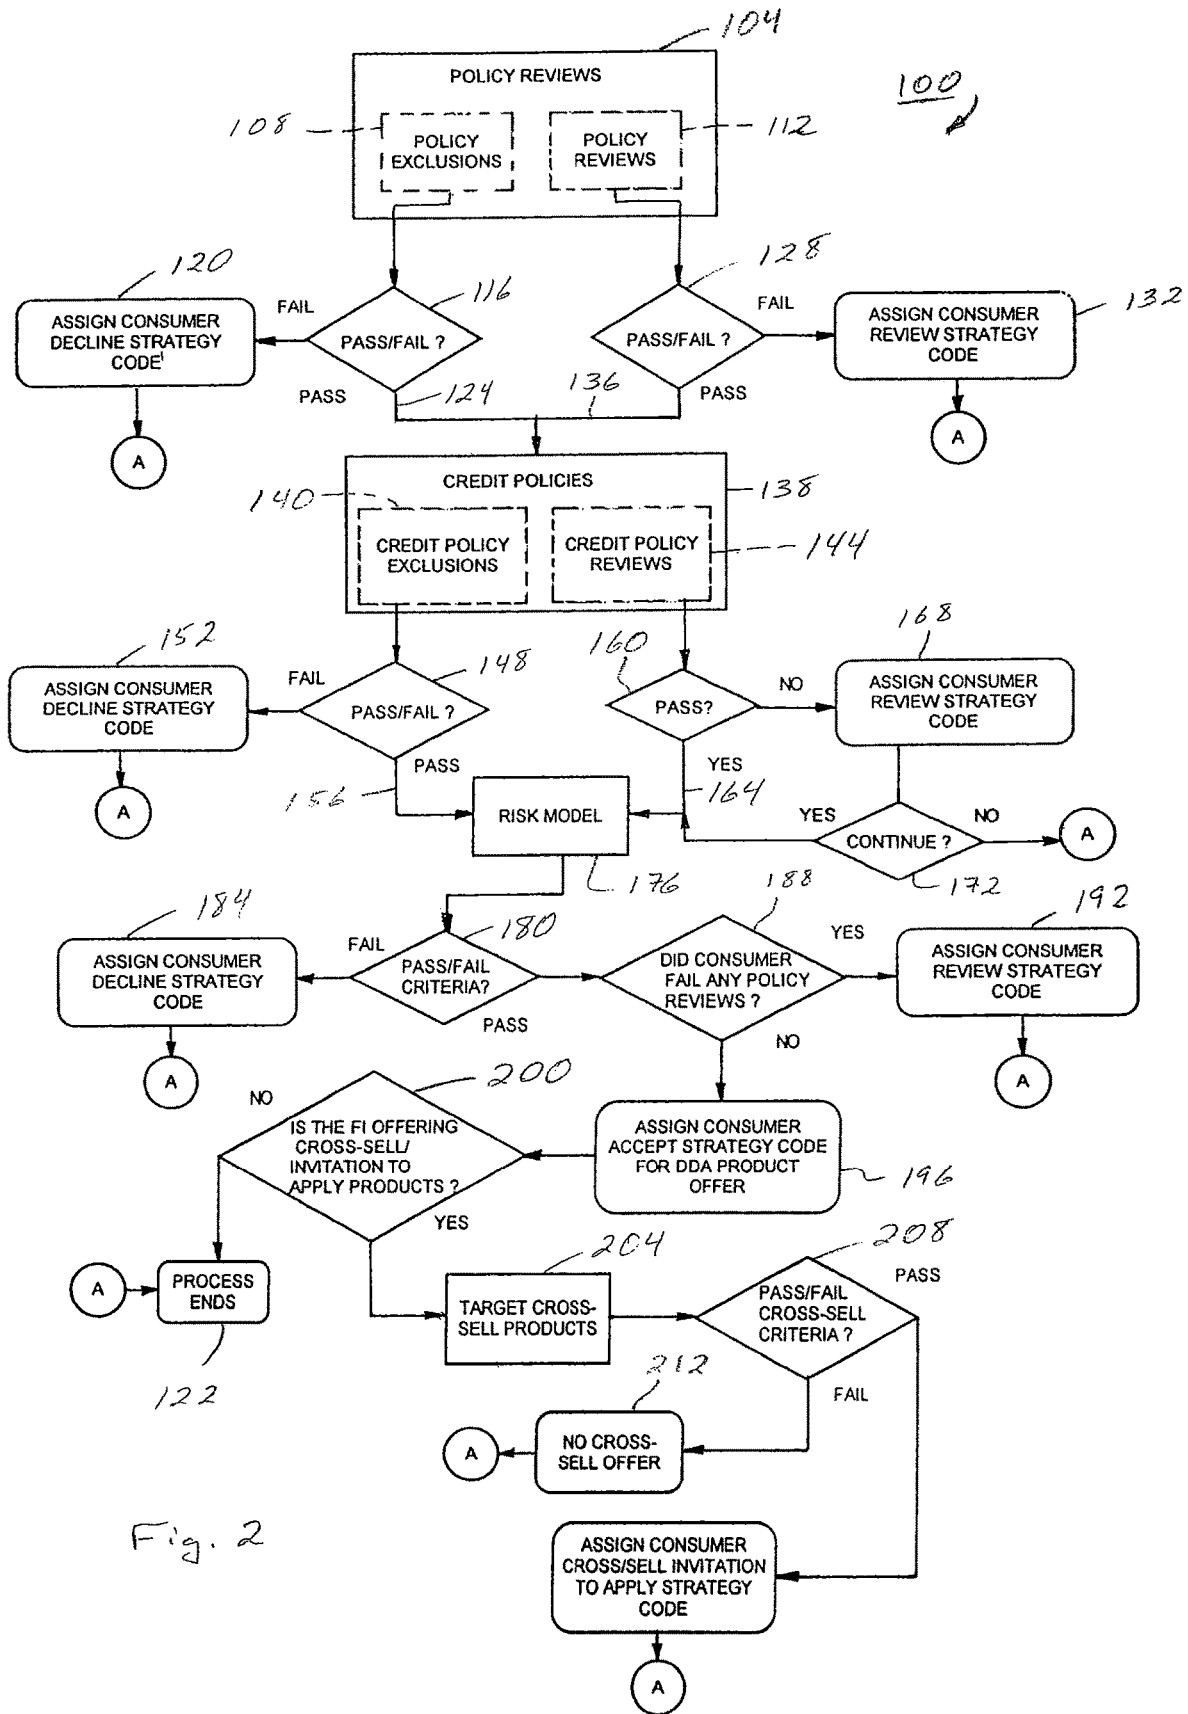 104
POLICY REVIEWS
100
108
POLICY
EXCLUSIONS
POLICY
REVIEWS
112
120
FAIL
116
128
FAIL
132
ASSIGN CONSUMER
DECLINE STRATEGY
CODE
PASS/FAIL ?
PASS/FAIL ?
ASSIGN CONSUMER
REVIEW STRATEGY
CODE
PASS
124
136
PASS
A
A
CREDIT POLICIES
138
140
CREDIT POLICY
EXCLUSIONS
CREDIT POLICY
REVIEWS
144
152
FAIL
148
160
NO
168
ASSIGN CONSUMER
DECLINE STRATEGY
CODE
PASS/FAIL ?
PASS?
ASSIGN CONSUMER
REVIEW STRATEGY
CODE
PASS
YES
A
156
RISK MODEL
164
YES
CONTINUE ?
NO
A
176
172
184
FAIL
180
188
YES
192
ASSIGN CONSUMER
DECLINE STRATEGY
CODE
PASS/FAIL
CRITERIA?
DID CONSUMER
FAIL ANY POLICY
REVIEWS ?
ASSIGN CONSUMER
REVIEW STRATEGY
CODE
PASS
NO
A
A
NO
200
IS THE FI OFFERING
CROSS-SELL/
INVITATION TO
APPLY PRODUCTS ?
ASSIGN CONSUMER
ACCEPT STRATEGY CODE
FOR DDA PRODUCT
OFFER
196
YES
204
208
PASS
A
PROCESS
ENDS
TARGET CROSS-
SELL PRODUCTS
PASS/FAIL
CROSS-SELL
CRITERIA ?
122
212
FAIL
A
NO CROSS-
SELL OFFER
Fig. 2
ASSIGN CONSUMER
CROSS/SELL INVITATION
TO APPLY STRATEGY
CODE
A